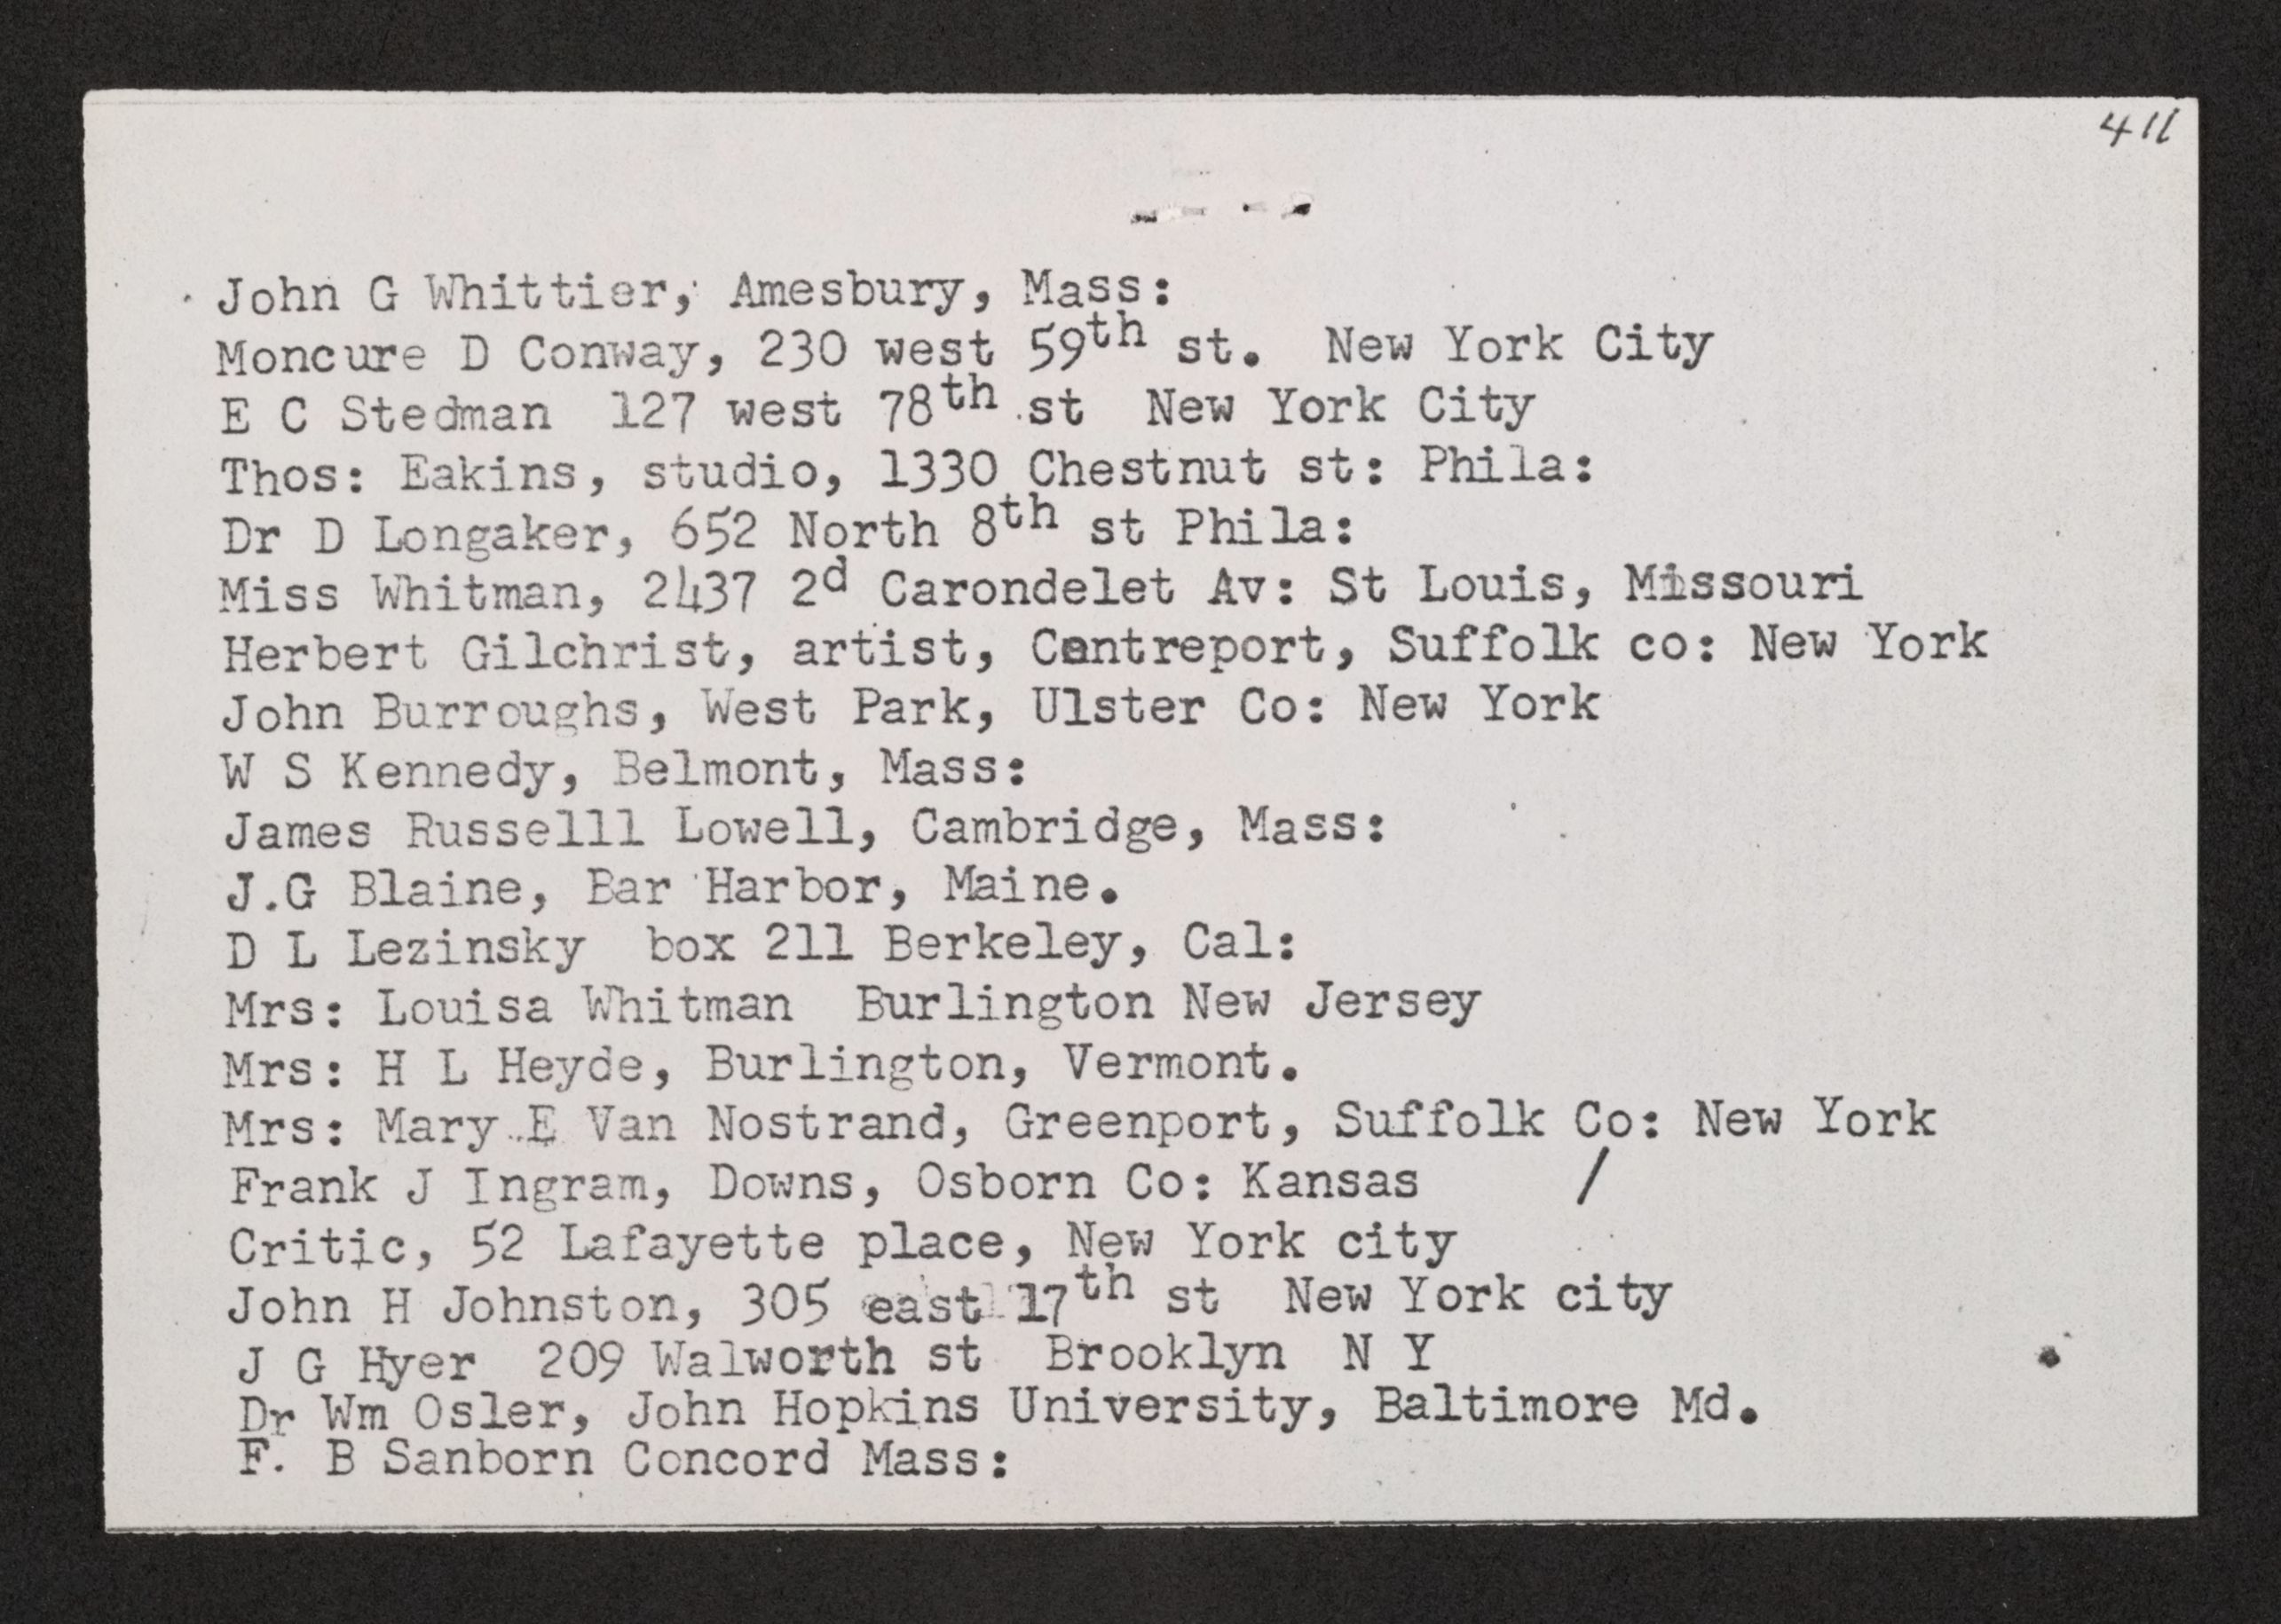 411
John G Whittier, Amesbury, Mass:
Moncure D Conway, 230 west 59th st. New York City
E C Stedman 127 west 78th st New York City
Thos: Eakins, studio, 1330 Chestnut st: Phila:
Dr D Longaker, 652 North 8th st Phila:
Miss Whitman, 2437 2d Carondelet Av: St Louis, Missouri
Herbert Gilchrist, artist, Centreport, Suffolk co: New York
John Burroughs, West Park, Ulster Co: New York
W S Kennedy, Belmont, Mass:
James Russelll Lowell, Cambridge, Mass:
J.G Blaine, Bar Harbor, Maine.
D L Lezinsky box 211 Berkeley, Cal:
Mrs: Louisa Whitman Burlington New Jersey
Mrs: H L Heyde, Burlington, Vermont.
Mrs: Mary E Van Nostrand, Greenport, Suffolk Co: New York
Frank J Ingram, Downs, Osborn Co: Kansas /
Critic, 52 Lafayette place, New York city
John H Johnston, 305 east 17th st New York city
J G Hyer 209 Walworth st Brooklyn N Y
Dr Wm Osler, John Hopkins University, Baltimore Md.
F. B Sanborn Concord Mass: